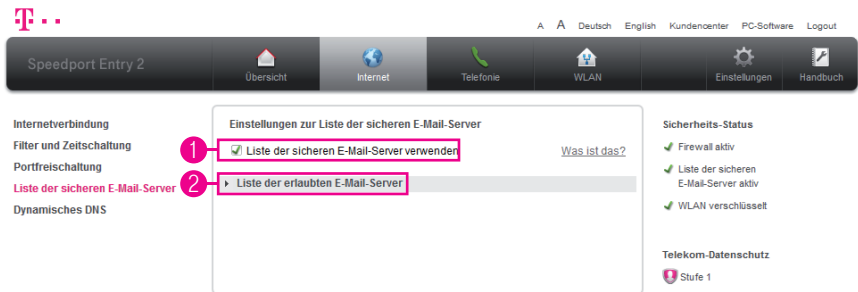 T
A A Deutsch English Kundencenter PC-Software Logout
Speedport Entry 2
Übersicht Internet Telefonie WLAN Einstellungen Handbuch
Internetverbindung
Filter und Zeitschaltung
Portfreischaltung
Liste der sicheren E-Mail-Server
Dynamisches DNS
Einstellungen zur Liste der sicheren E-Mail-Server
1 Liste der sicheren E-Mail-Server verwenden Was ist das?
2 Liste der erlaubten E-Mail-Server
Sicherheits-Status
Firewall aktiv
Liste der sicheren
E-Mail-Server aktiv
WLAN verschlüsselt
Telekom-Datenschutz
Stufe 1